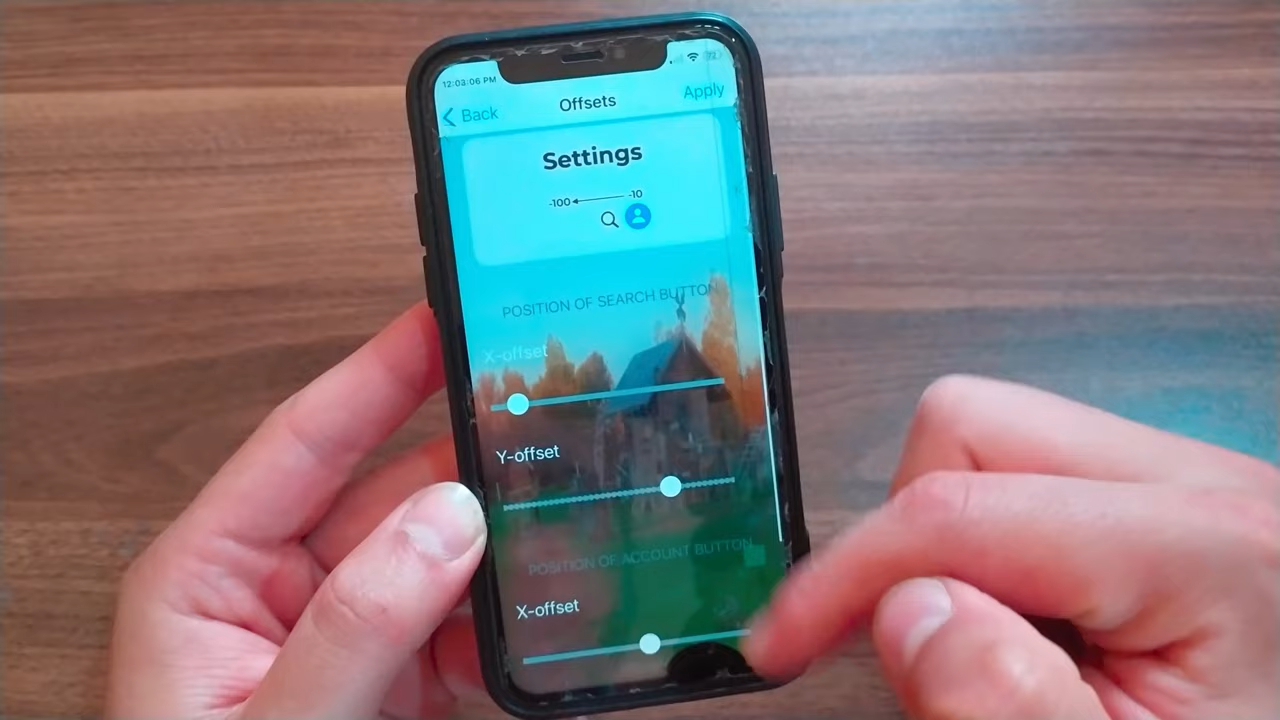 12:03:06 PM
Back
Offsets
Apply
Settings
-100
-10
POSITION OF SEARCH BUTTON
X-offset
Y-offset
POSITION OF ACCOUNT BUTTON
X-offset